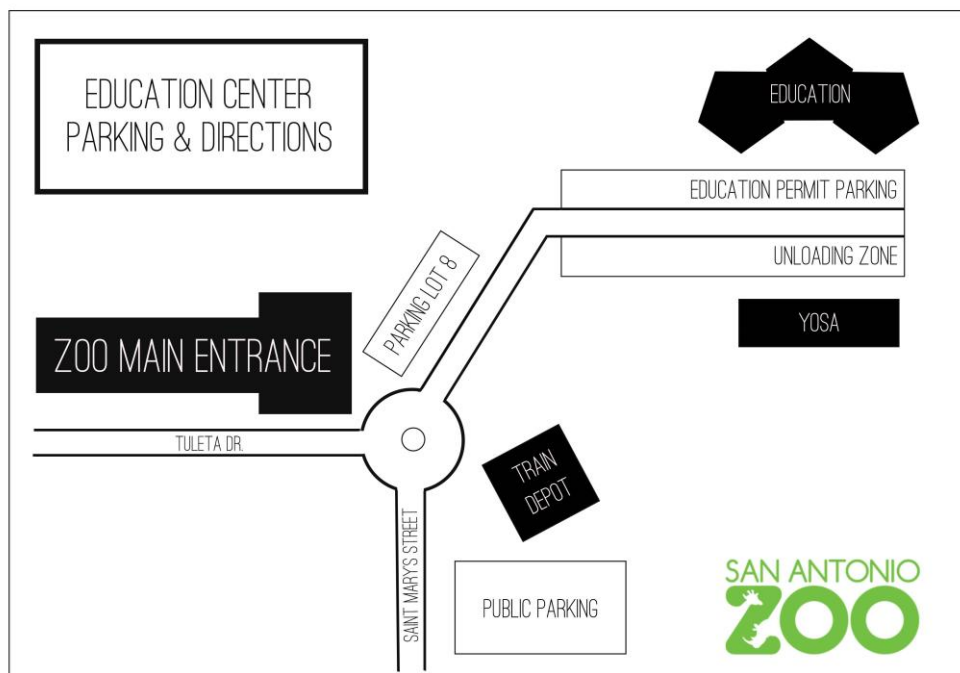 EDUCATION CENTER
PARKING & DIRECTIONS
EDUCATION
EDUCATION PERMIT PARKING
UNLOADING ZONE
PARKING LOT 8
YOSA
ZOO MAIN ENTRANCE
TULETA DR.
TRAIN
DEPOT
SAINT MARY'S STREET
PUBLIC PARKING
SAN ANTONIO
ZOO